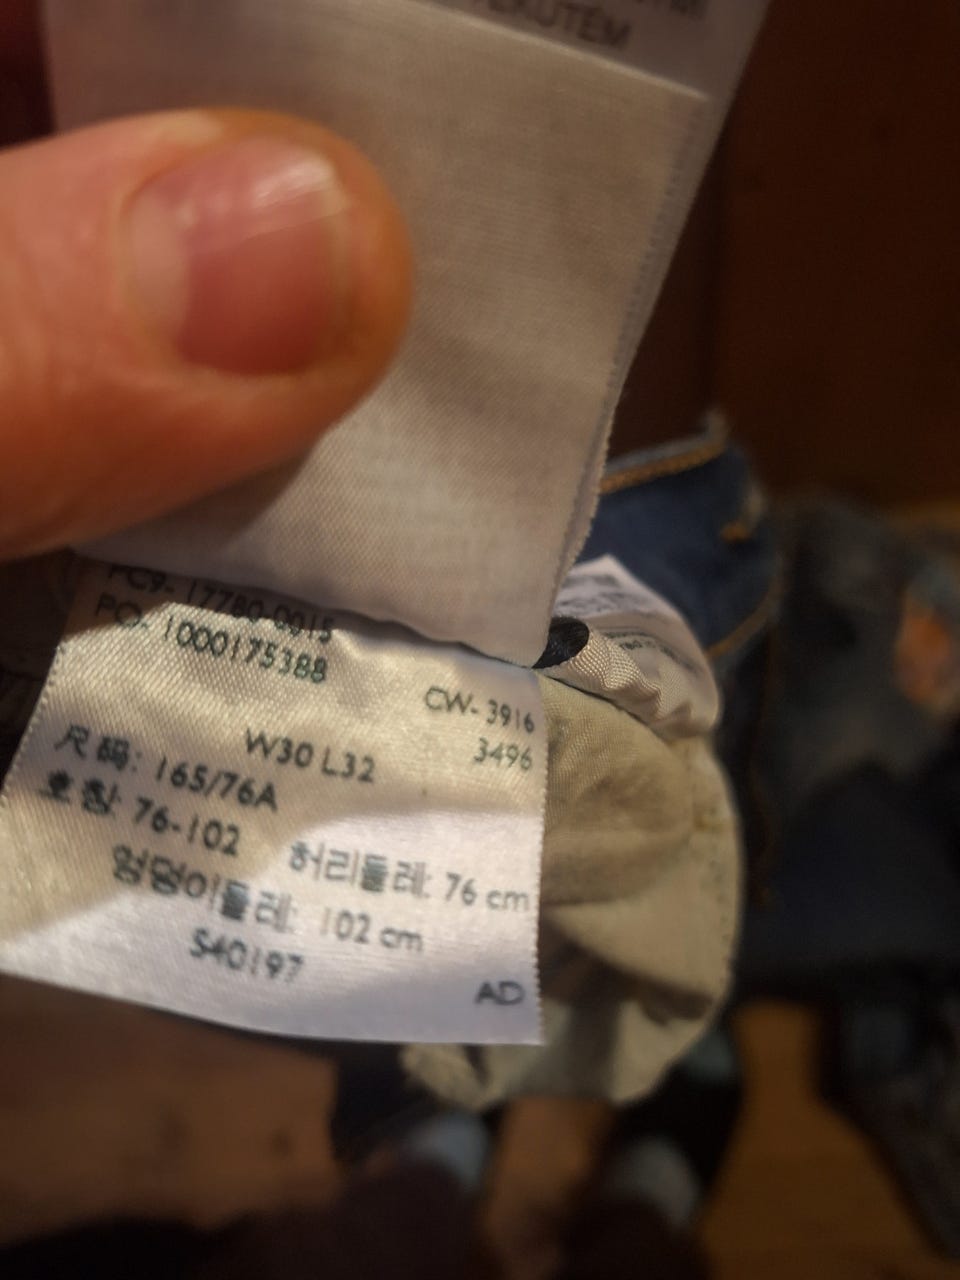 PC9- 17780-0015
PO- 1000175388
CW- 3916
3496
W30 L32
尺码: 165/76A
호칭: 76-102
허리둘레: 76 cm
엉덩이둘레: 102 cm
S40197
AD